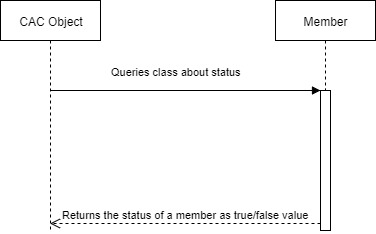 CAC Object
Member
Queries class about status
Returns the status of a member as true/false value